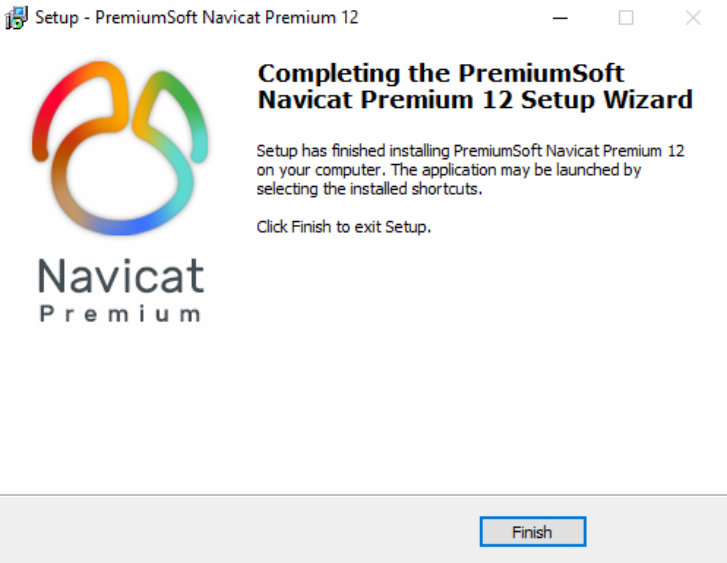 Setup - PremiumSoft Navicat Premium 12
Completing the PremiumSoft
Navicat Premium 12 Setup Wizard
Setup has finished installing PremiumSoft Navicat Premium 12
on your computer. The application may be launched by
selecting the installed shortcuts.
Click Finish to exit Setup.
Navicat
Premium
Finish